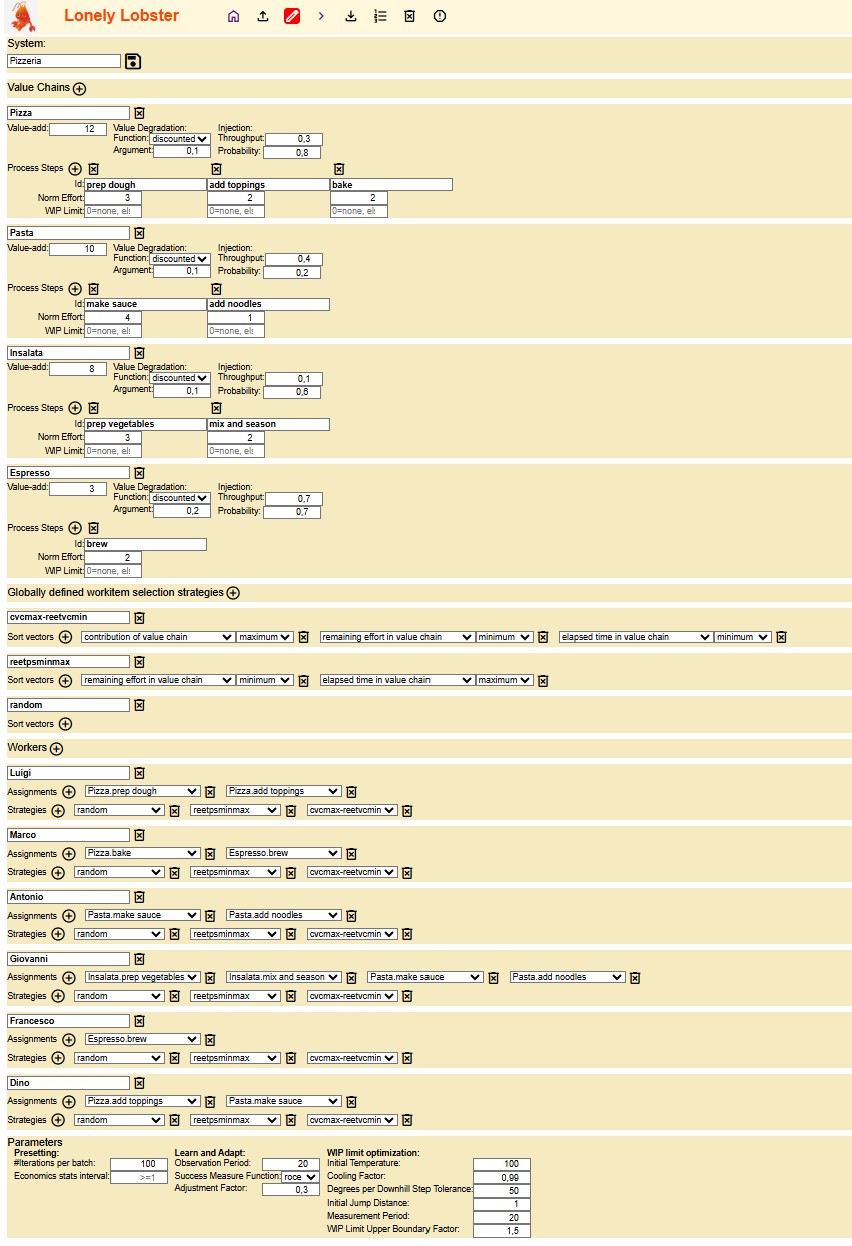 Lonely Lobster
System:
Pizzeria
Value Chains
Pizza
Value-add: 12 Value Degradation: Injection:
Function: discounted Throughput: 0,3
Argument: 0,1 Probability: 0,8
Process Steps
Id: prep dough add toppings bake
Norm Effort: 3 2 2
WIP Limit: 0=none, el 0=none, el 0=none, el
Pasta
Value-add: 10 Value Degradation: Injection:
Function: discounted Throughput: 0,4
Argument: 0,1 Probability: 0,2
Process Steps
Id: make sauce add noodles
Norm Effort: 4 1
WIP Limit: 0=none, el 0=none, el
Insalata
Value-add: 8 Value Degradation: Injection:
Function: discounted Throughput: 0,1
Argument: 0,1 Probability: 0,6
Process Steps
Id: prep vegetables mix and season
Norm Effort: 3 2
WIP Limit: 0=none, el 0=none, el
Espresso
Value-add: 3 Value Degradation: Injection:
Function: discounted Throughput: 0,7
Argument: 0,2 Probability: 0,7
Process Steps
Id: brew
Norm Effort: 2
WIP Limit: 0=none, el
Globally defined workitem selection strategies
cvcmax-reetvcmin
Sort vectors contribution of value chain maximum remaining effort in value chain minimum elapsed time in value chain minimum
reetpsminmax
Sort vectors remaining effort in value chain minimum elapsed time in value chain maximum
random
Sort vectors
Workers
Luigi
Assignments Pizza.prep dough Pizza.add toppings
Strategies random reetpsminmax cvcmax-reetvcmin
Marco
Assignments Pizza.bake Espresso.brew
Strategies random reetpsminmax cvcmax-reetvcmin
Antonio
Assignments Pasta.make sauce Pasta.add noodles
Strategies random reetpsminmax cvcmax-reetvcmin
Giovanni
Assignments Insalata.prep vegetables Insalata.mix and season Pasta.make sauce Pasta.add noodles
Strategies random reetpsminmax cvcmax-reetvcmin
Francesco
Assignments Espresso.brew
Strategies random reetpsminmax cvcmax-reetvcmin
Dino
Assignments Pizza.add toppings Pasta.make sauce
Strategies random reetpsminmax cvcmax-reetvcmin
Parameters
Presetting: Learn and Adapt: WIP limit optimization:
#Iterations per batch: 100 Observation Period: 20 Initial Temperature: 100
Economics stats interval: >=1 Success Measure Function: roce Cooling Factor: 0,99
Adjustment Factor: 0,3 Degrees per Downhill Step Tolerance: 50
Initial Jump Distance: 1
Measurement Period: 20
WIP Limit Upper Boundary Factor: 1,5